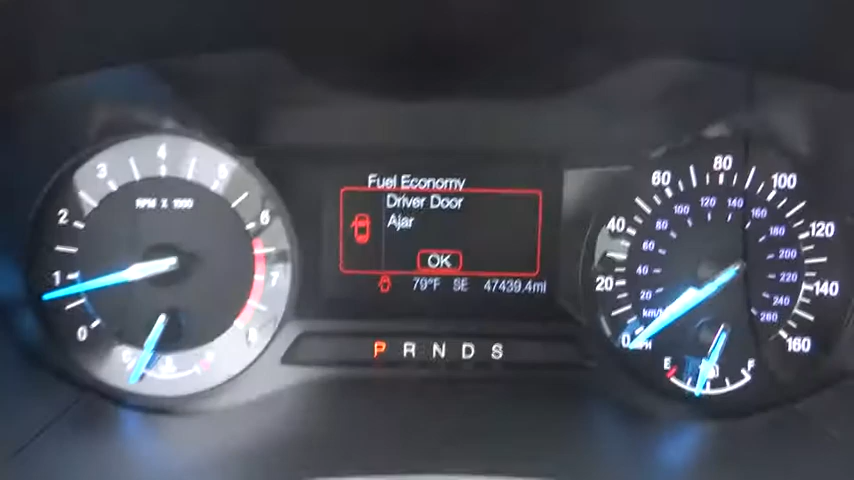 Fuel Economy
Driver Door
Ajar
OK
79°F SE 47439.4mi
P R N D S
RPM X 1000
0 1 2 3 4 5 6 7 8
0 20 40 60 80 100 120 140 160
20 40 60 80 100 120 140 160 180 200 220 240 260
E F